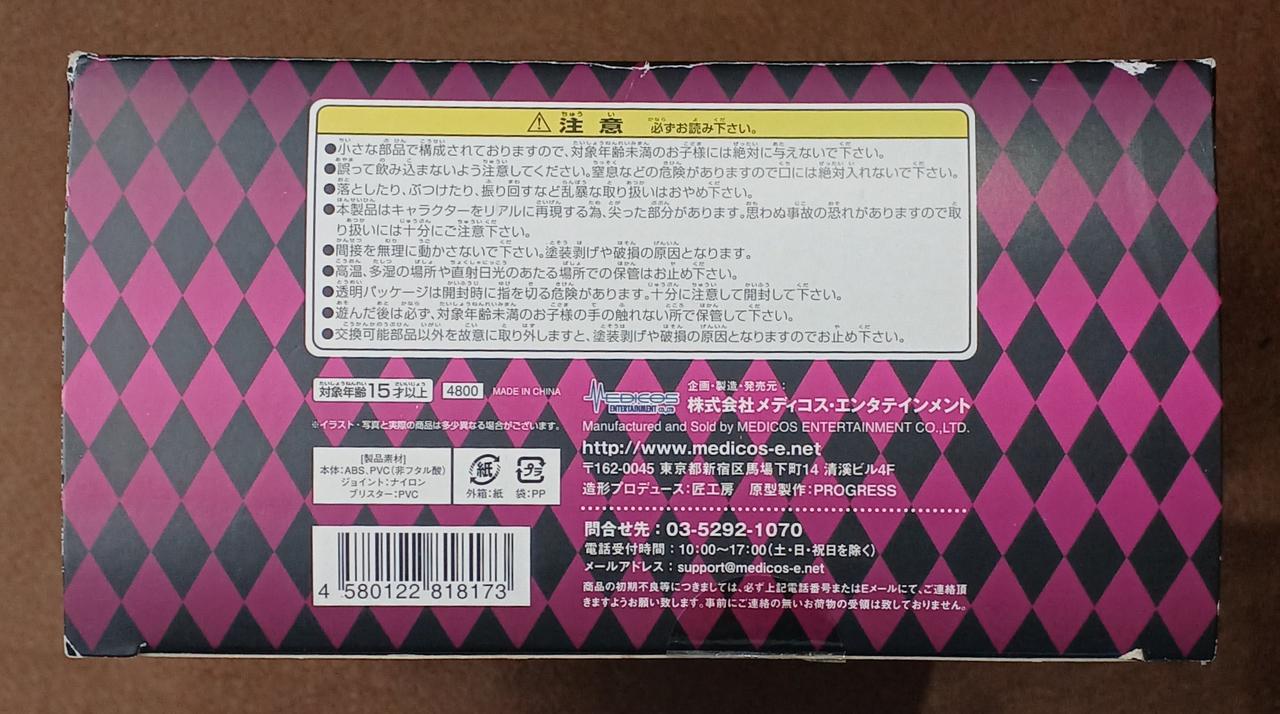 注意 必ずお読み下さい。
●小さな部品で構成されておりますので、対象年齢未満のお子様には絶対に与えないで下さい。
●誤って飲み込まないよう注意してください。窒息などの危険がありますので口には絶対入れないで下さい。
●落としたり、ぶつけたり、振り回すなど乱暴な取り扱いはおやめ下さい。
●本製品はキャラクターをリアルに再現する為、尖った部分があります。思わぬ事故の恐れがありますので取
り扱いには十分にご注意下さい。
●間接を無理に動かさないで下さい。塗装剥げや破損の原因となります。
●高温、多湿の場所や直射日光のあたる場所での保管はお止め下さい。
●透明パッケージは開封時に指を切る危険があります。十分に注意して開封して下さい。
●遊んだ後は必ず、対象年齢未満のお子様の手の触れない所で保管して下さい。
●交換可能部品以外を故意に取り外しますと、塗装剥げや破損の原因となりますのでお止め下さい。
対象年齢15才以上 4800 MADE IN CHINA
※イラスト・写真と実際の商品は多少異なる場合がございます。
[製品素材]
本体:ABS、PVC(非フタル酸)
ジョイント:ナイロン
ブリスター:PVC
紙 プラ
外箱:紙 袋:PP
4 580122 818173
MEDICOS
ENTERTAINMENT CO.,LTD.
企画・製造・発売元:
株式会社メディコス・エンタテインメント
Manufactured and Sold by MEDICOS ENTERTAINMENT CO.,LTD.
http://www.medicos-e.net
〒162-0045 東京都新宿区馬場下町14 清溪ビル4F
造形プロデュース:匠工房 原型製作:PROGRESS
問合せ先:03-5292-1070
電話受付時間:10:00〜17:00(土・日・祝日を除く)
メールアドレス:support@medicos-e.net
商品の初期不良等につきましては、必ず上記電話番号またはEメールにて、ご連絡頂
きますようお願い致します。事前にご連絡の無いお荷物の受領は致しておりません。